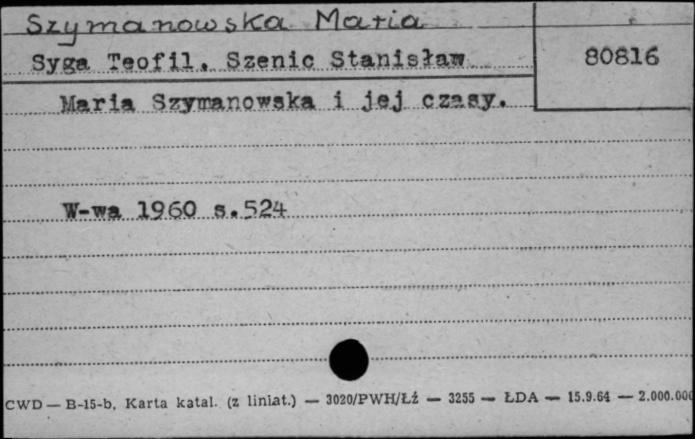 Szymanowska Maria
Syga Teofil. Szenic Stanisław
80816
Maria Szymanowska i jej czasy.
W-wa 1960 s.524
CWD — B-15-b, Karta katal. (z liniat.) — 3020/PWH/Łź — 3255 — ŁDA — 15.9.64 — 2.000.000